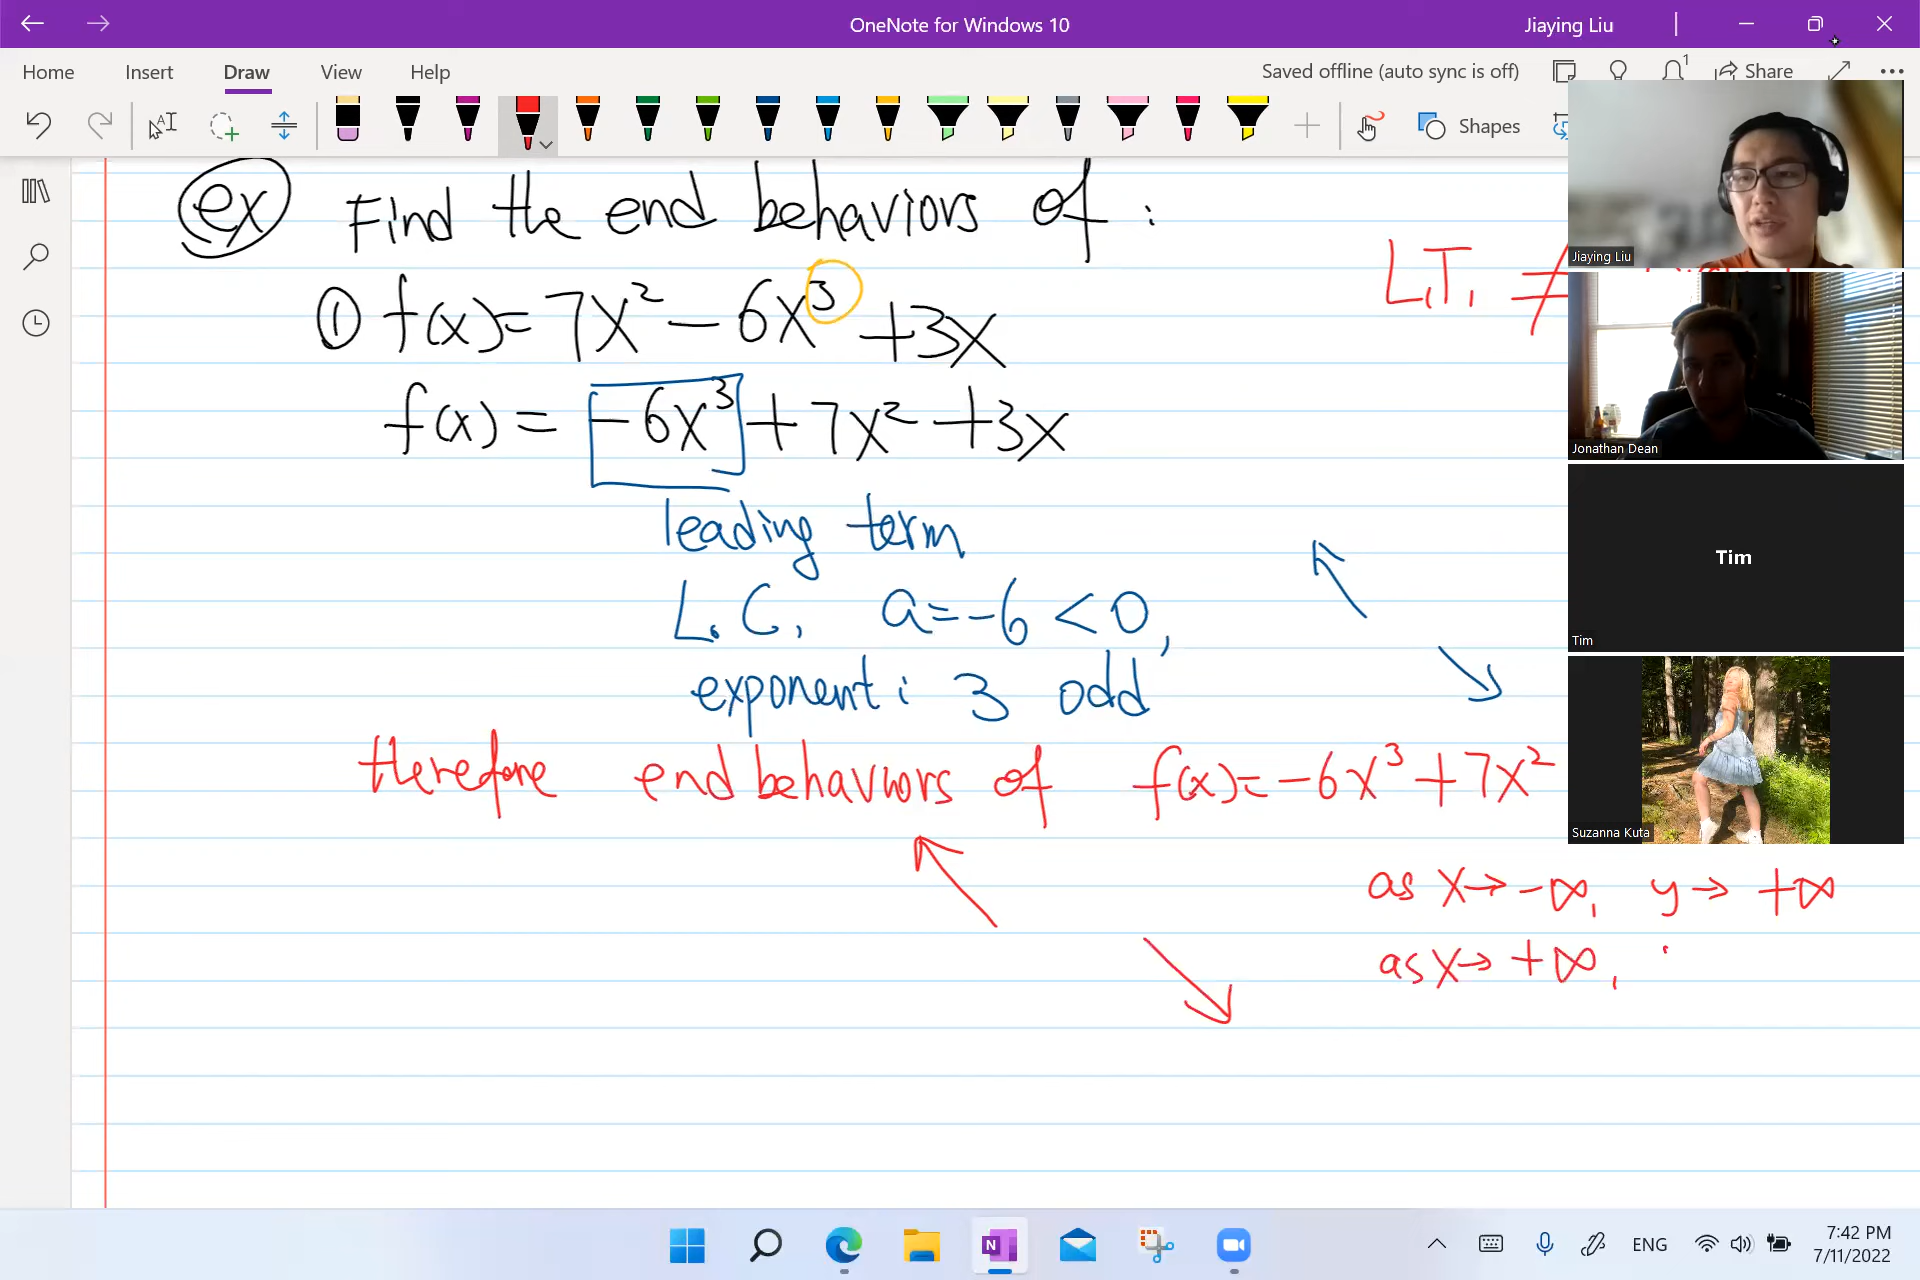 OneNote for Windows 10
Jiaying Liu
Home Insert Draw View Help
Saved offline (auto sync is off)
1
Share
Shapes
ex Find the end behaviors of :
① f(x)= 7x² - 6x³ + 3x
f(x) = -6x³ + 7x² + 3x
leading term
L.C. a = -6 < 0,
exponent : 3 odd
therefore end behaviors of f(x)= -6x³ + 7x²
as x→ -∞, y → +∞
as x→ +∞,
L.T. ≠
Jiaying Liu
Jonathan Dean
Tim
Tim
Suzanna Kuta
ENG
7:42 PM
7/11/2022